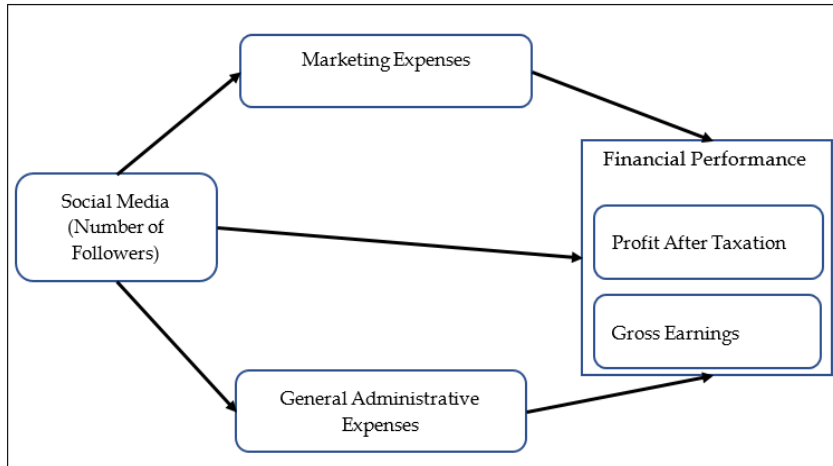 Marketing Expenses
Financial Performance
Social Media
(Number of
Followers)
Profit After Taxation
Gross Earnings
General Administrative
Expenses